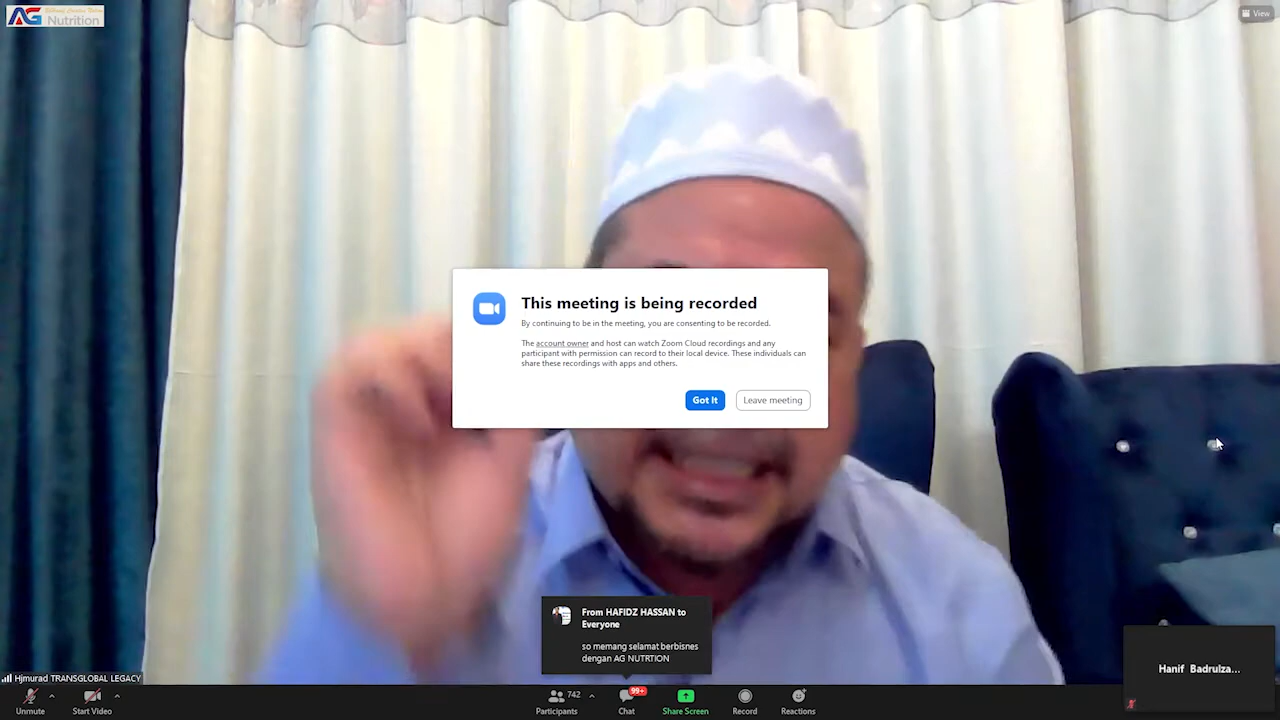 AG
Nutrition
View
This meeting is being recorded
By continuing to be in the meeting, you are consenting to be recorded.
The account owner and host can watch Zoom Cloud recordings and any
participant with permission can record to their local device. These individuals can
share these recordings with apps and others.
Got It
Leave meeting
From HAFIDZ HASSAN to
Everyone
so memang selamat berbisnes
dengan AG NUTRTION
Hanif Badrulza...
Hjmurad TRANSGLOBAL LEGACY
Unmute
Start Video
742
Participants
99+
Chat
Share Screen
Record
Reactions